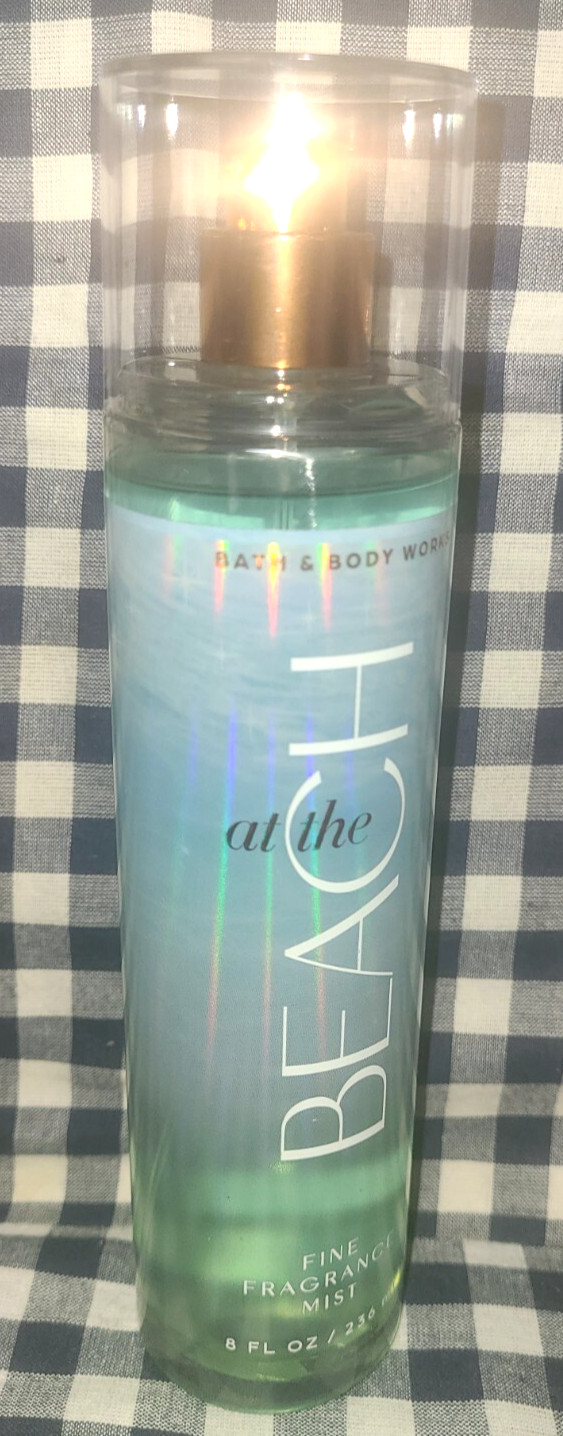 BATH & BODY WORKS
at the
BEACH
FINE
FRAGRANCE
MIST
8 FL OZ / 236